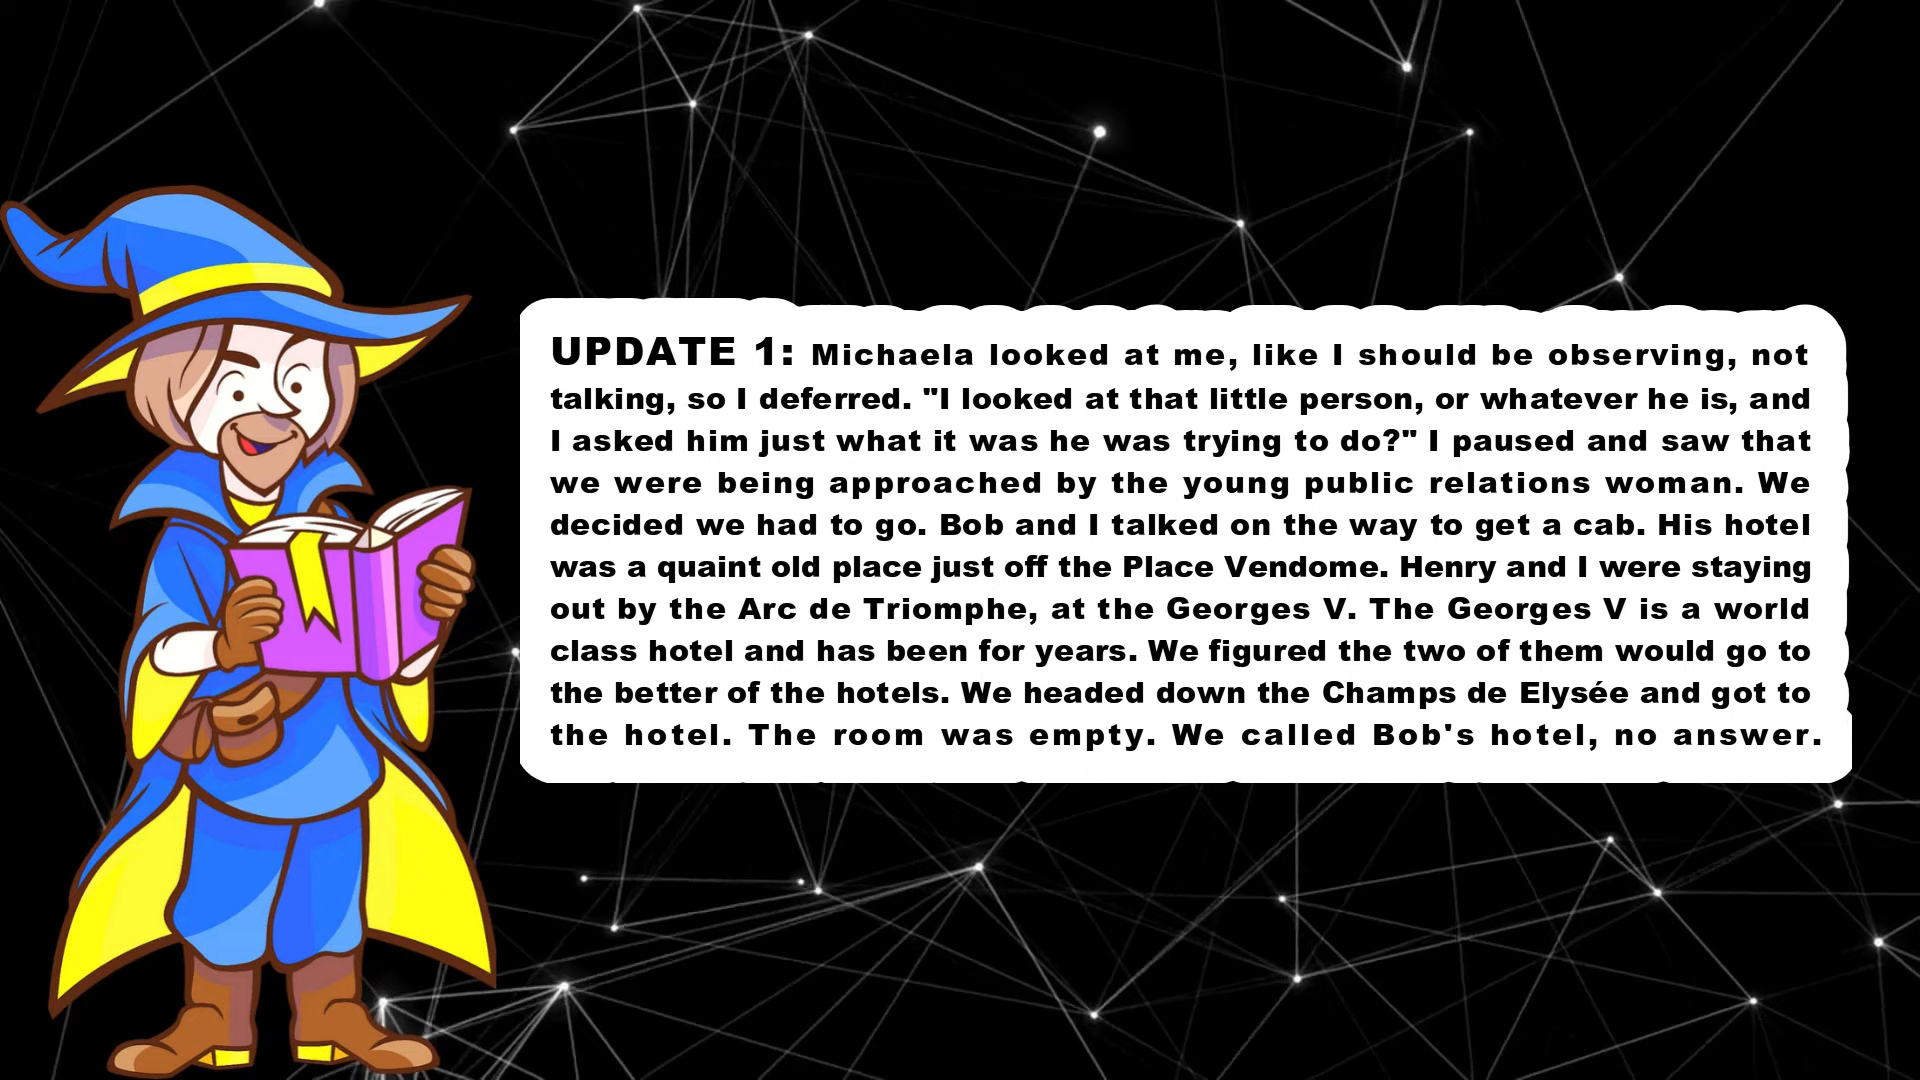 UPDATE 1: Michaela looked at me, like I should be observing, not
talking, so I deferred. "I looked at that little person, or whatever he is, and
I asked him just what it was he was trying to do?" I paused and saw that
we were being approached by the young public relations woman. We
decided we had to go. Bob and I talked on the way to get a cab. His hotel
was a quaint old place just off the Place Vendome. Henry and I were staying
out by the Arc de Triomphe, at the Georges V. The Georges V is a world
class hotel and has been for years. We figured the two of them would go to
the better of the hotels. We headed down the Champs de Elysée and got to
the hotel. The room was empty. We called Bob's hotel, no answer.